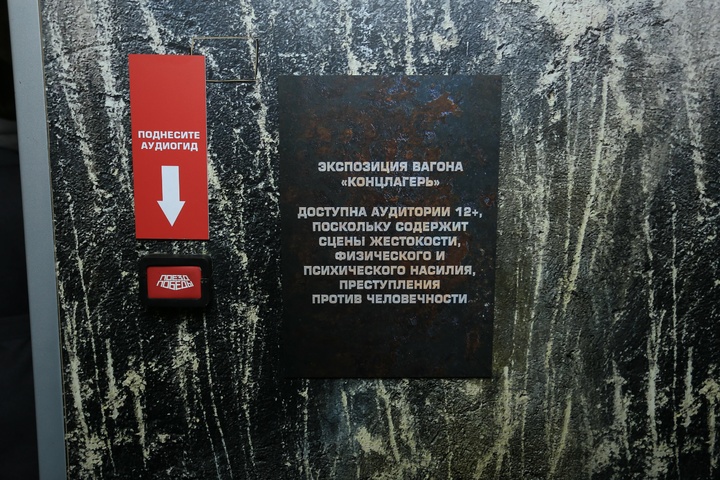 ПОДНЕСИТЕ
АУДИОГИД
ПОЕЗД
ПОБЕДЫ
ЭКСПОЗИЦИЯ ВАГОНА
«КОНЦЛАГЕРЬ»
ДОСТУПНА АУДИТОРИИ 12+,
ПОСКОЛЬКУ СОДЕРЖИТ
СЦЕНЫ ЖЕСТОКОСТИ,
ФИЗИЧЕСКОГО И
ПСИХИЧЕСКОГО НАСИЛИЯ,
ПРЕСТУПЛЕНИЯ
ПРОТИВ ЧЕЛОВЕЧНОСТИ